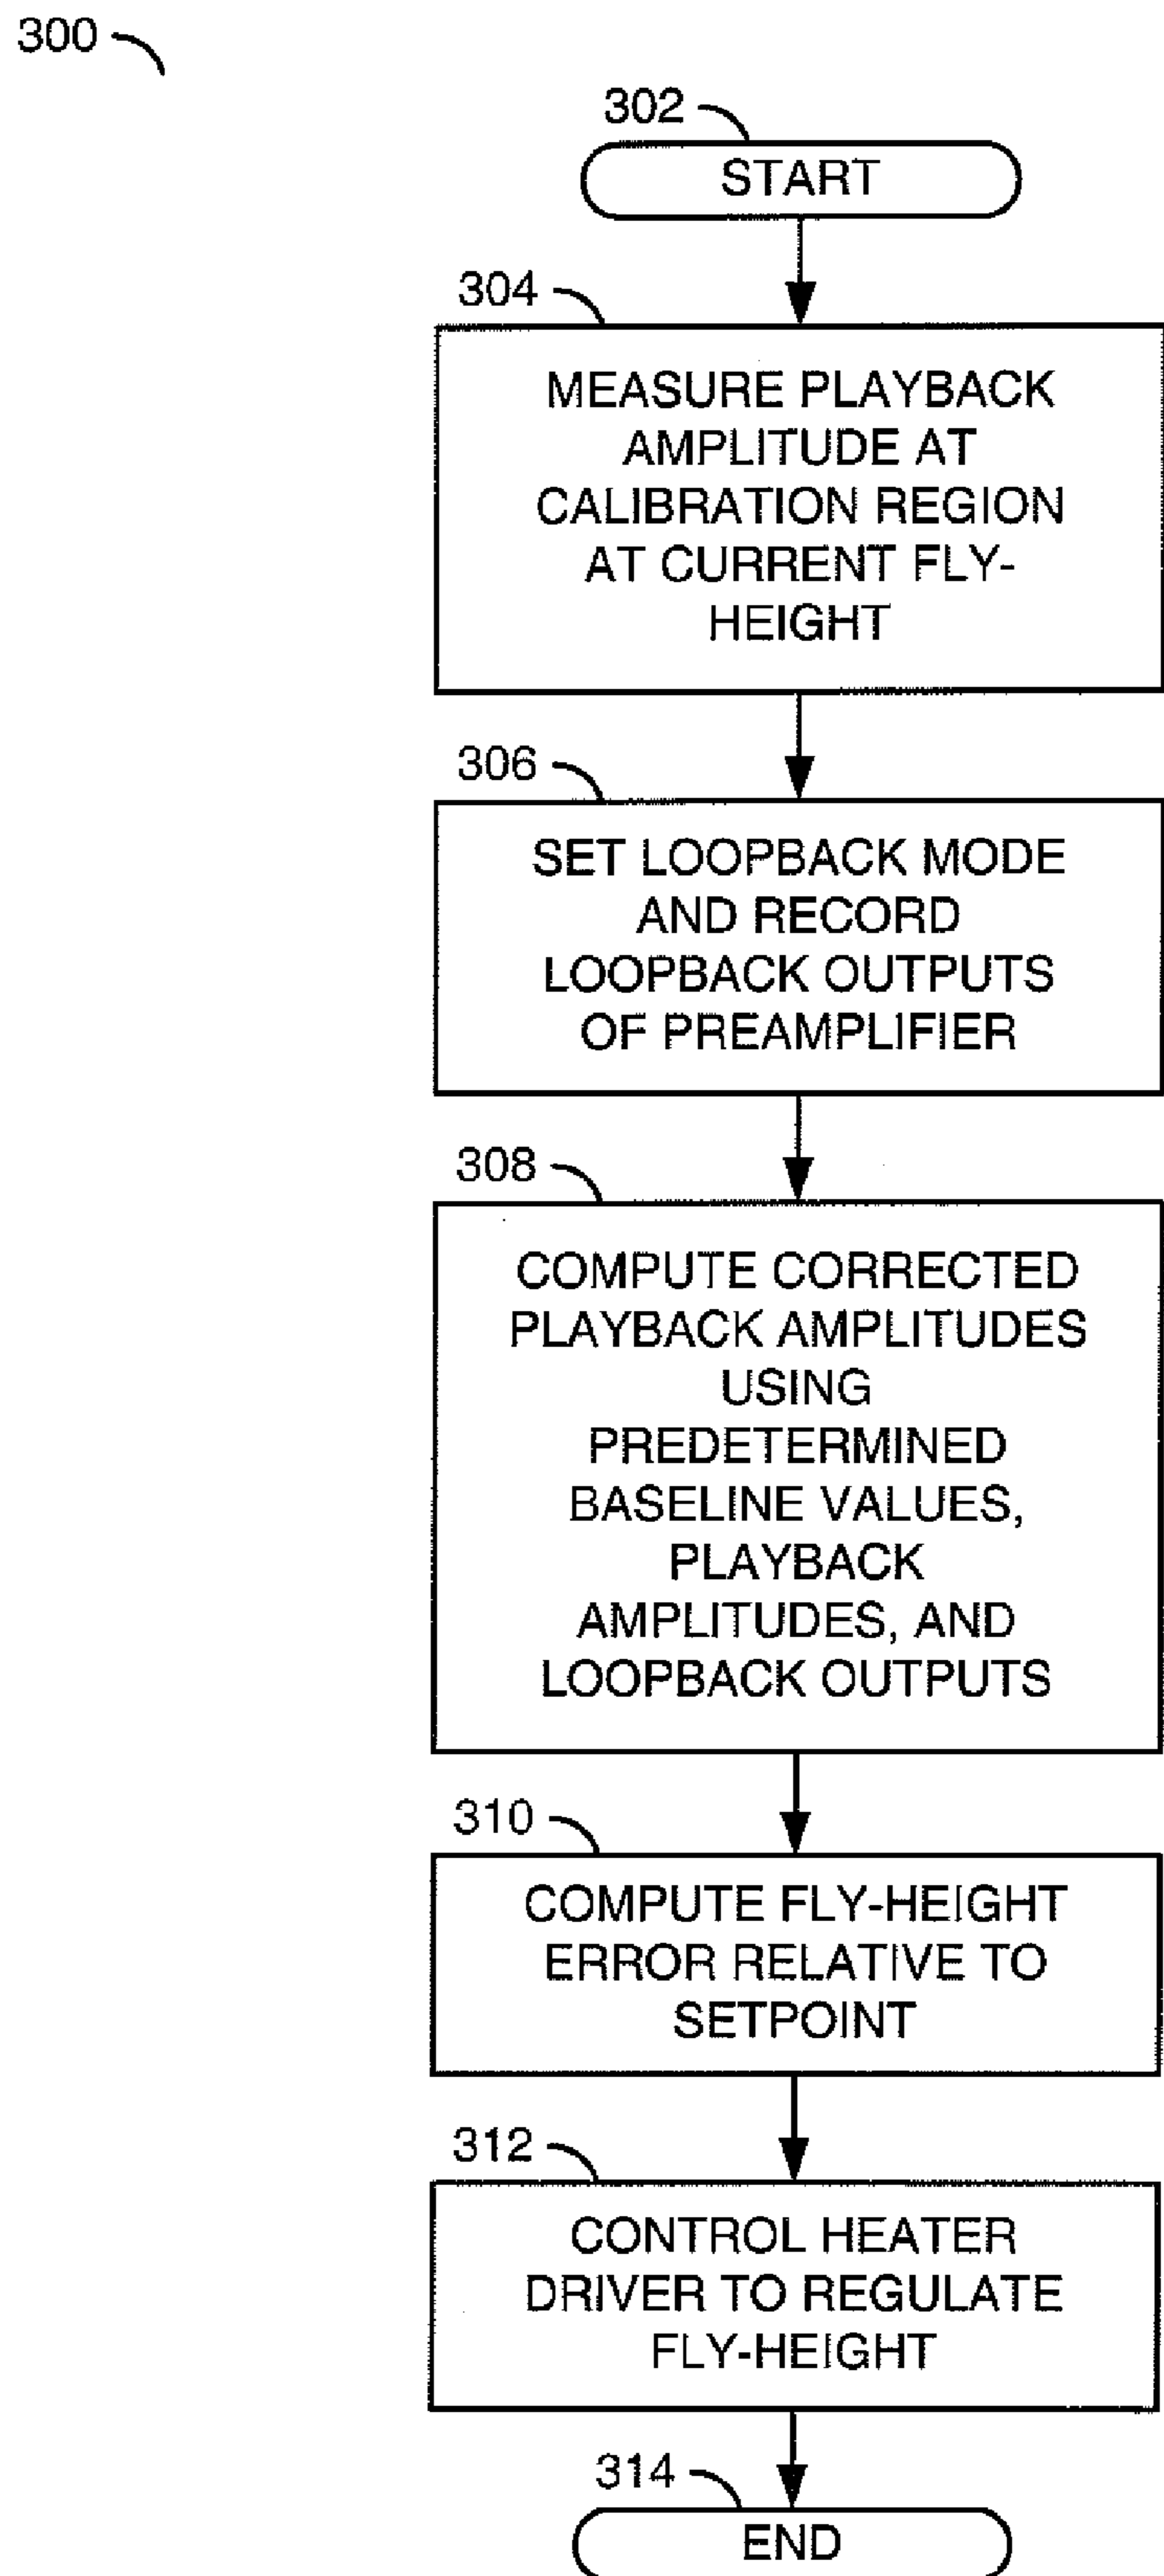 300
302
START
304
MEASURE PLAYBACK
AMPLITUDE AT
CALIBRATION REGION
AT CURRENT FLY-
HEIGHT
306
SET LOOPBACK MODE
AND RECORD
LOOPBACK OUTPUTS
OF PREAMPLIFIER
308
COMPUTE CORRECTED
PLAYBACK AMPLITUDES
USING
PREDETERMINED
BASELINE VALUES,
PLAYBACK
AMPLITUDES, AND
LOOPBACK OUTPUTS
310
COMPUTE FLY-HEIGHT
ERROR RELATIVE TO
SETPOINT
312
CONTROL HEATER
DRIVER TO REGULATE
FLY-HEIGHT
314
END